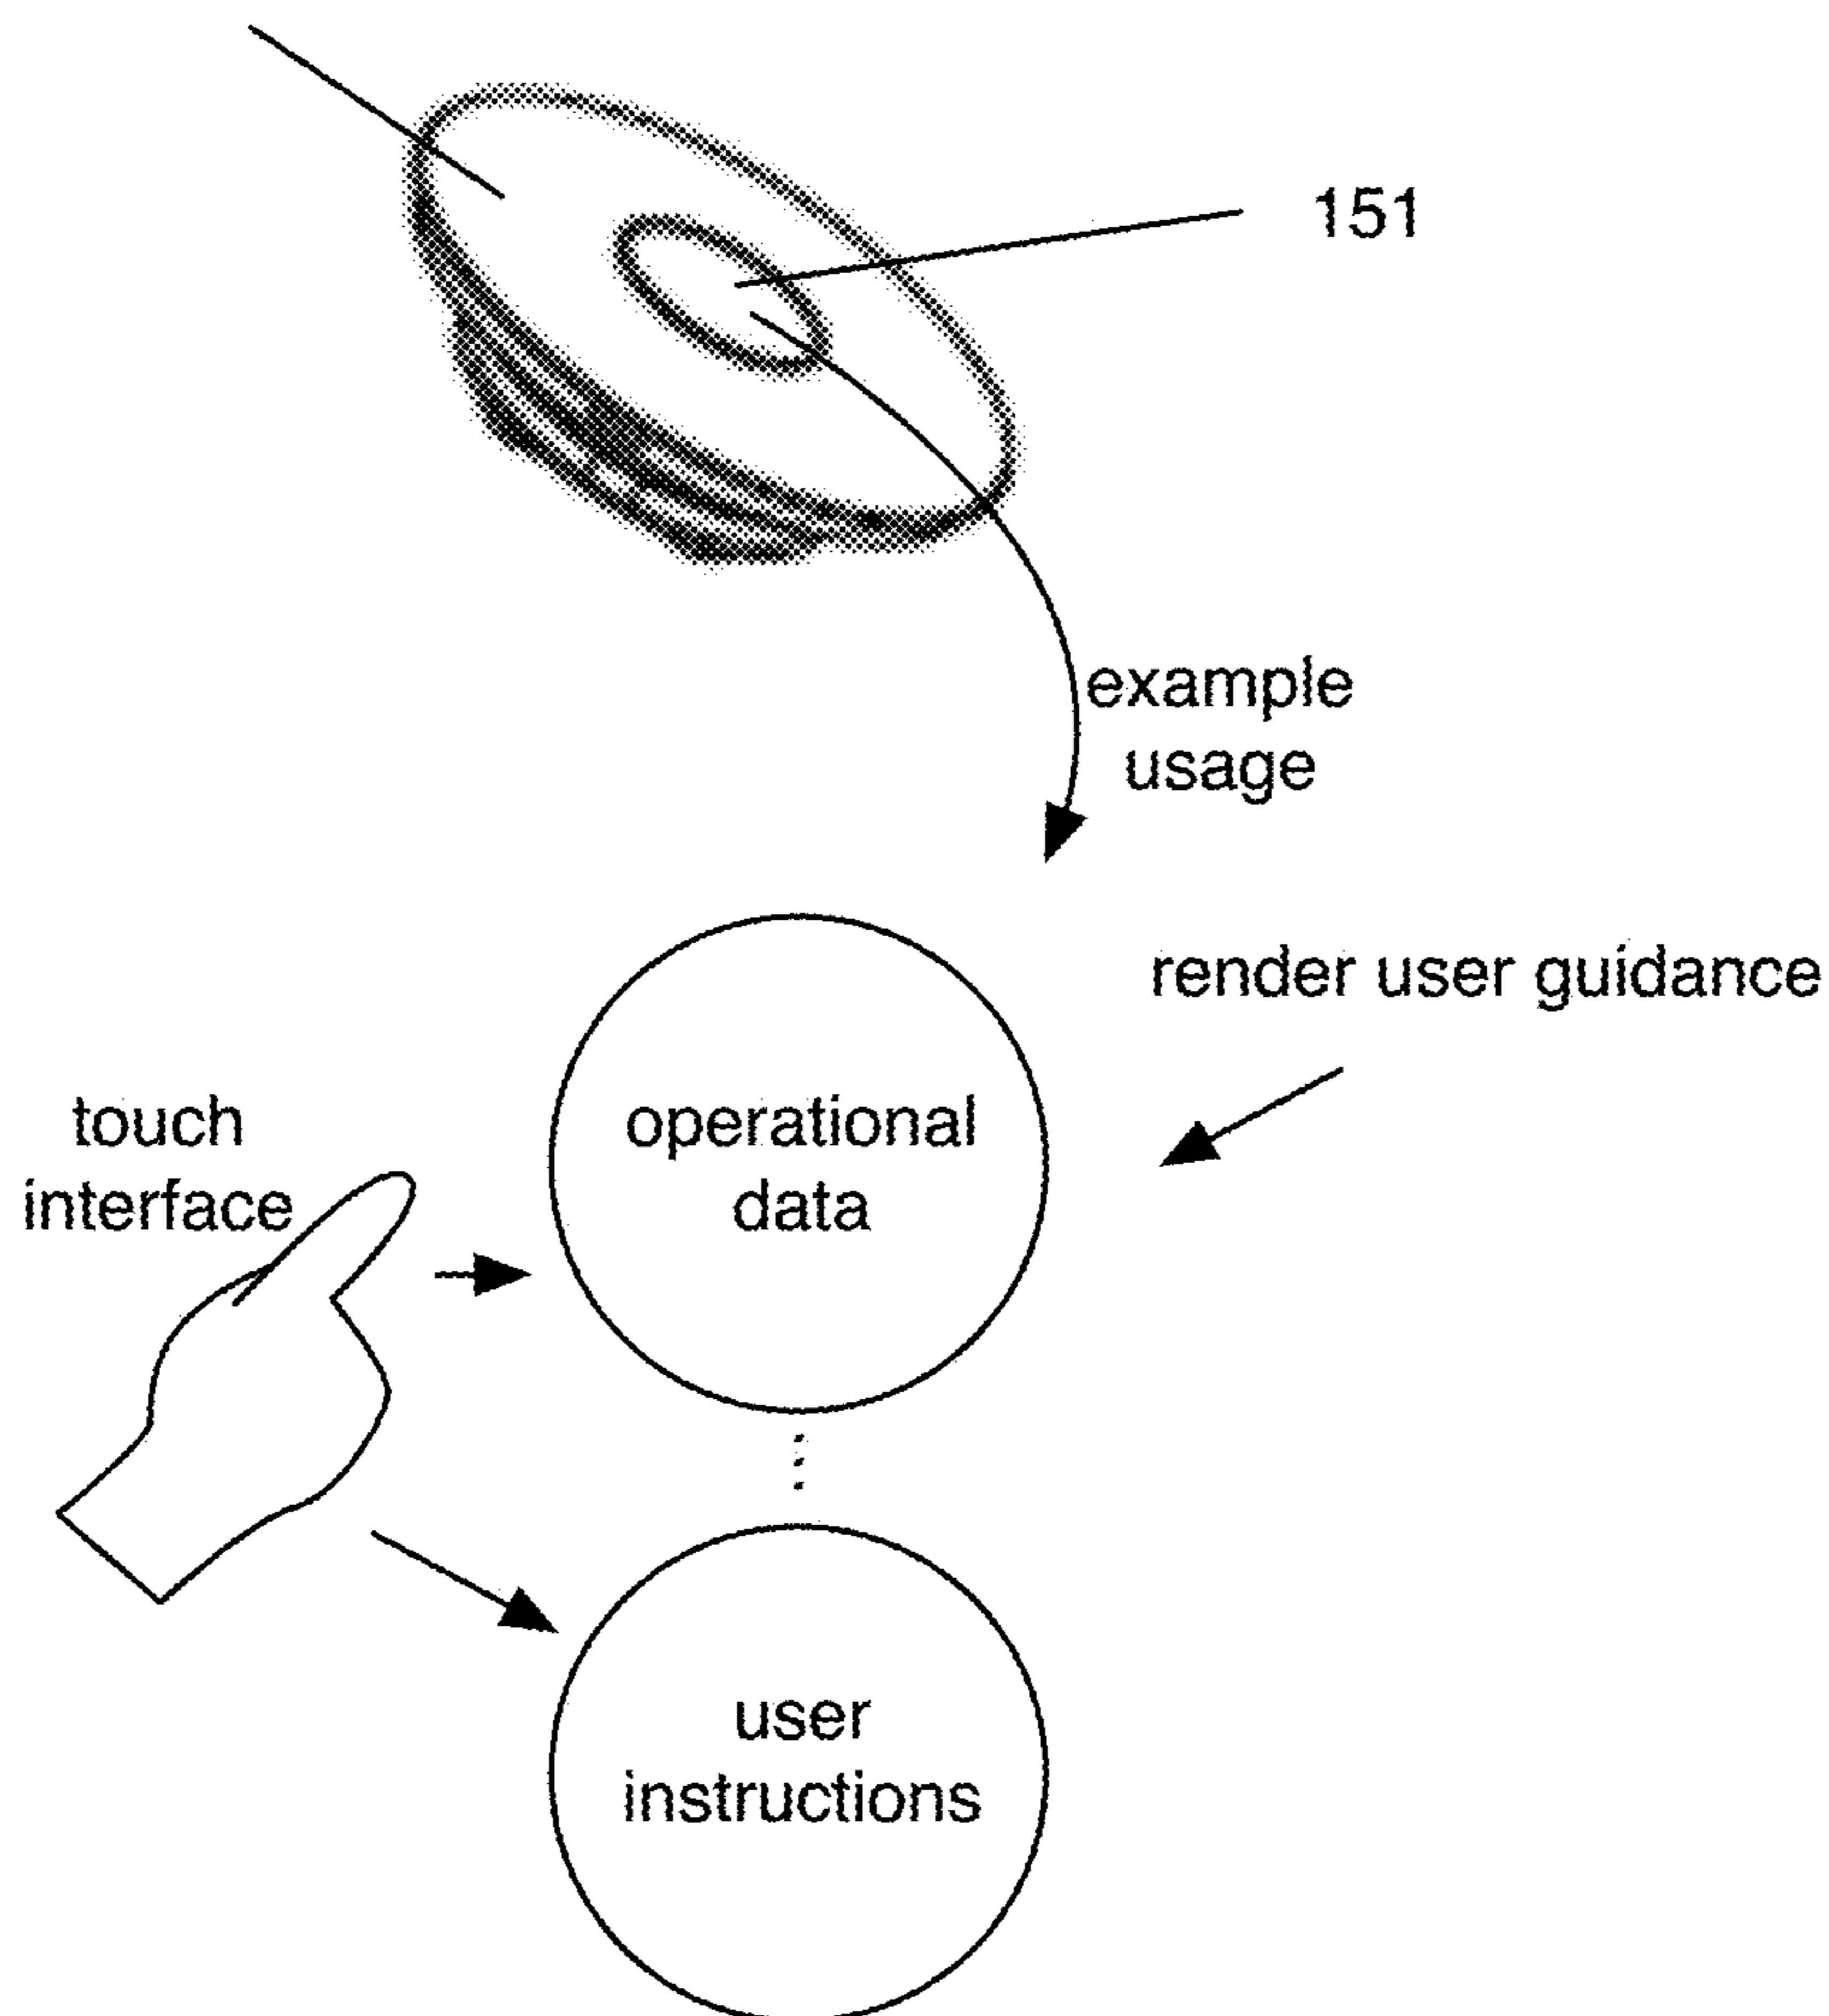 151
example
usage
render user guidance
touch
interface
operational
data
user
instructions